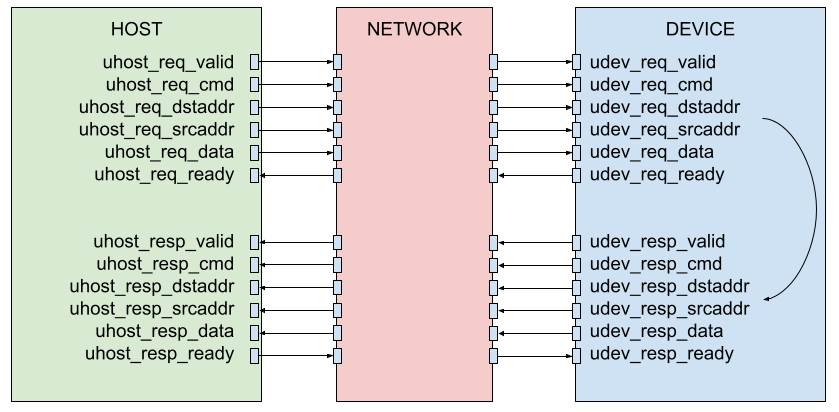 HOST
NETWORK
DEVICE
uhost_req_valid
uhost_req_cmd
uhost_req_dstaddr
uhost_req_srcaddr
uhost_req_data
uhost_req_ready
uhost_resp_valid
uhost_resp_cmd
uhost_resp_dstaddr
uhost_resp_srcaddr
uhost_resp_data
uhost_resp_ready
udev_req_valid
udev_req_cmd
udev_req_dstaddr
udev_req_srcaddr
udev_req_data
udev_req_ready
udev_resp_valid
udev_resp_cmd
udev_resp_dstaddr
udev_resp_srcaddr
udev_resp_data
udev_resp_ready